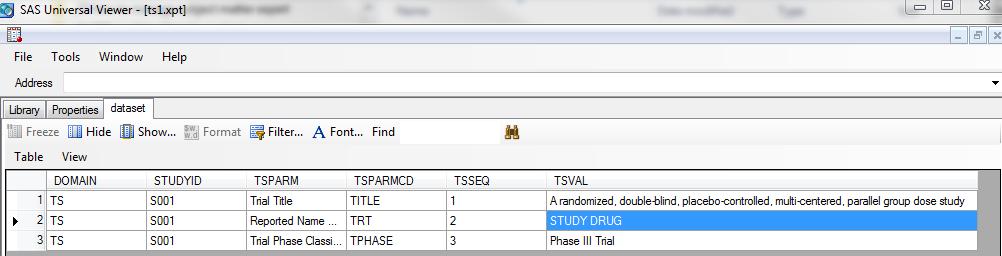 SAS Universal Viewer - [ts1.xpt]
File Tools Window Help
Address
Library Properties dataset
Freeze Hide Show... Format Filter... A Font... Find
Table View
DOMAIN STUDYID TSPARM TSPARMCD TSSEQ TSVAL
1 TS S001 Trial Title TITLE 1 A randomized, double-blind, placebo-controlled, multi-centered, parallel group dose study
2 TS S001 Reported Name ... TRT 2 STUDY DRUG
3 TS S001 Trial Phase Classi... TPHASE 3 Phase III Trial